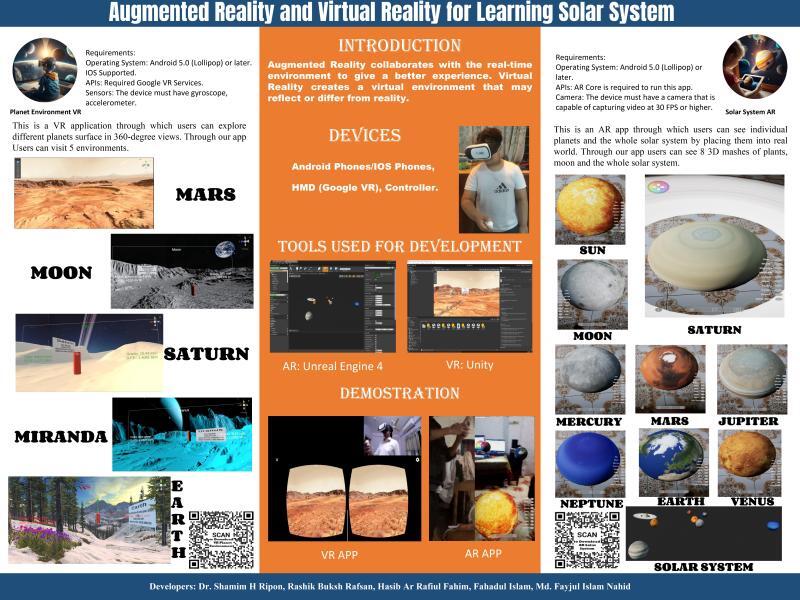 Augmented Reality and Virtual Reality for Learning Solar System
Requirements:
Operating System: Android 5.0 (Lollipop) or later.
IOS Supported.
APIs: Required Google VR Services.
Sensors: The device must have gyroscope,
accelerometer.
Planet Environment VR
This is a VR application through which users can explore
different planets surface in 360-degree views. Through our app
Users can visit 5 environments.
MARS
MOON
SATURN
MIRANDA
EARTH
SCAN
INTRODUCTION
Augmented Reality collaborates with the real-time
environment to give a better experience. Virtual
Reality creates a virtual environment that may
reflect or differ from reality.
DEVICES
Android Phones/IOS Phones,
HMD (Google VR), Controller.
TOOLS USED FOR DEVELOPMENT
AR: Unreal Engine 4
VR: Unity
DEMOSTRATION
VR APP
AR APP
Requirements:
Operating System: Android 5.0 (Lollipop) or
later.
APIs: AR Core is required to run this app.
Camera: The device must have a camera that is
capable of capturing video at 30 FPS or higher.
Solar System AR
This is an AR app through which users can see individual
planets and the whole solar system by placing them into real
world. Through our app users can see 8 3D mashes of plants,
moon and the whole solar system.
SUN
MOON
SATURN
MERCURY
MARS
JUPITER
NEPTUNE
EARTH
VENUS
SCAN
SOLAR SYSTEM
Developers: Dr. Shamim H Ripon, Rashik Buksh Rafsan, Hasib Ar Rafiul Fahim, Fahadul Islam, Md. Fayjul Islam Nahid